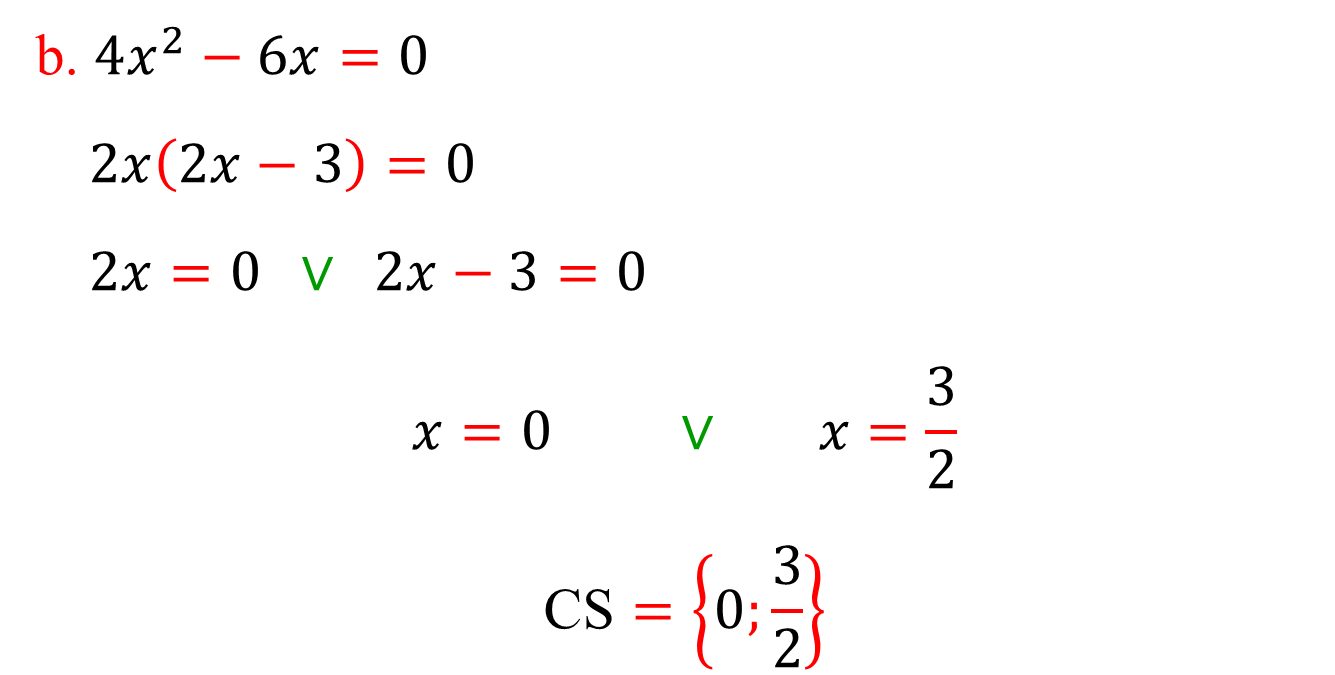 b. 4x² − 6x = 0
2x(2x − 3) = 0
2x = 0 ∨ 2x − 3 = 0
x = 0 ∨ x = 3/2
CS = {0; 3/2}